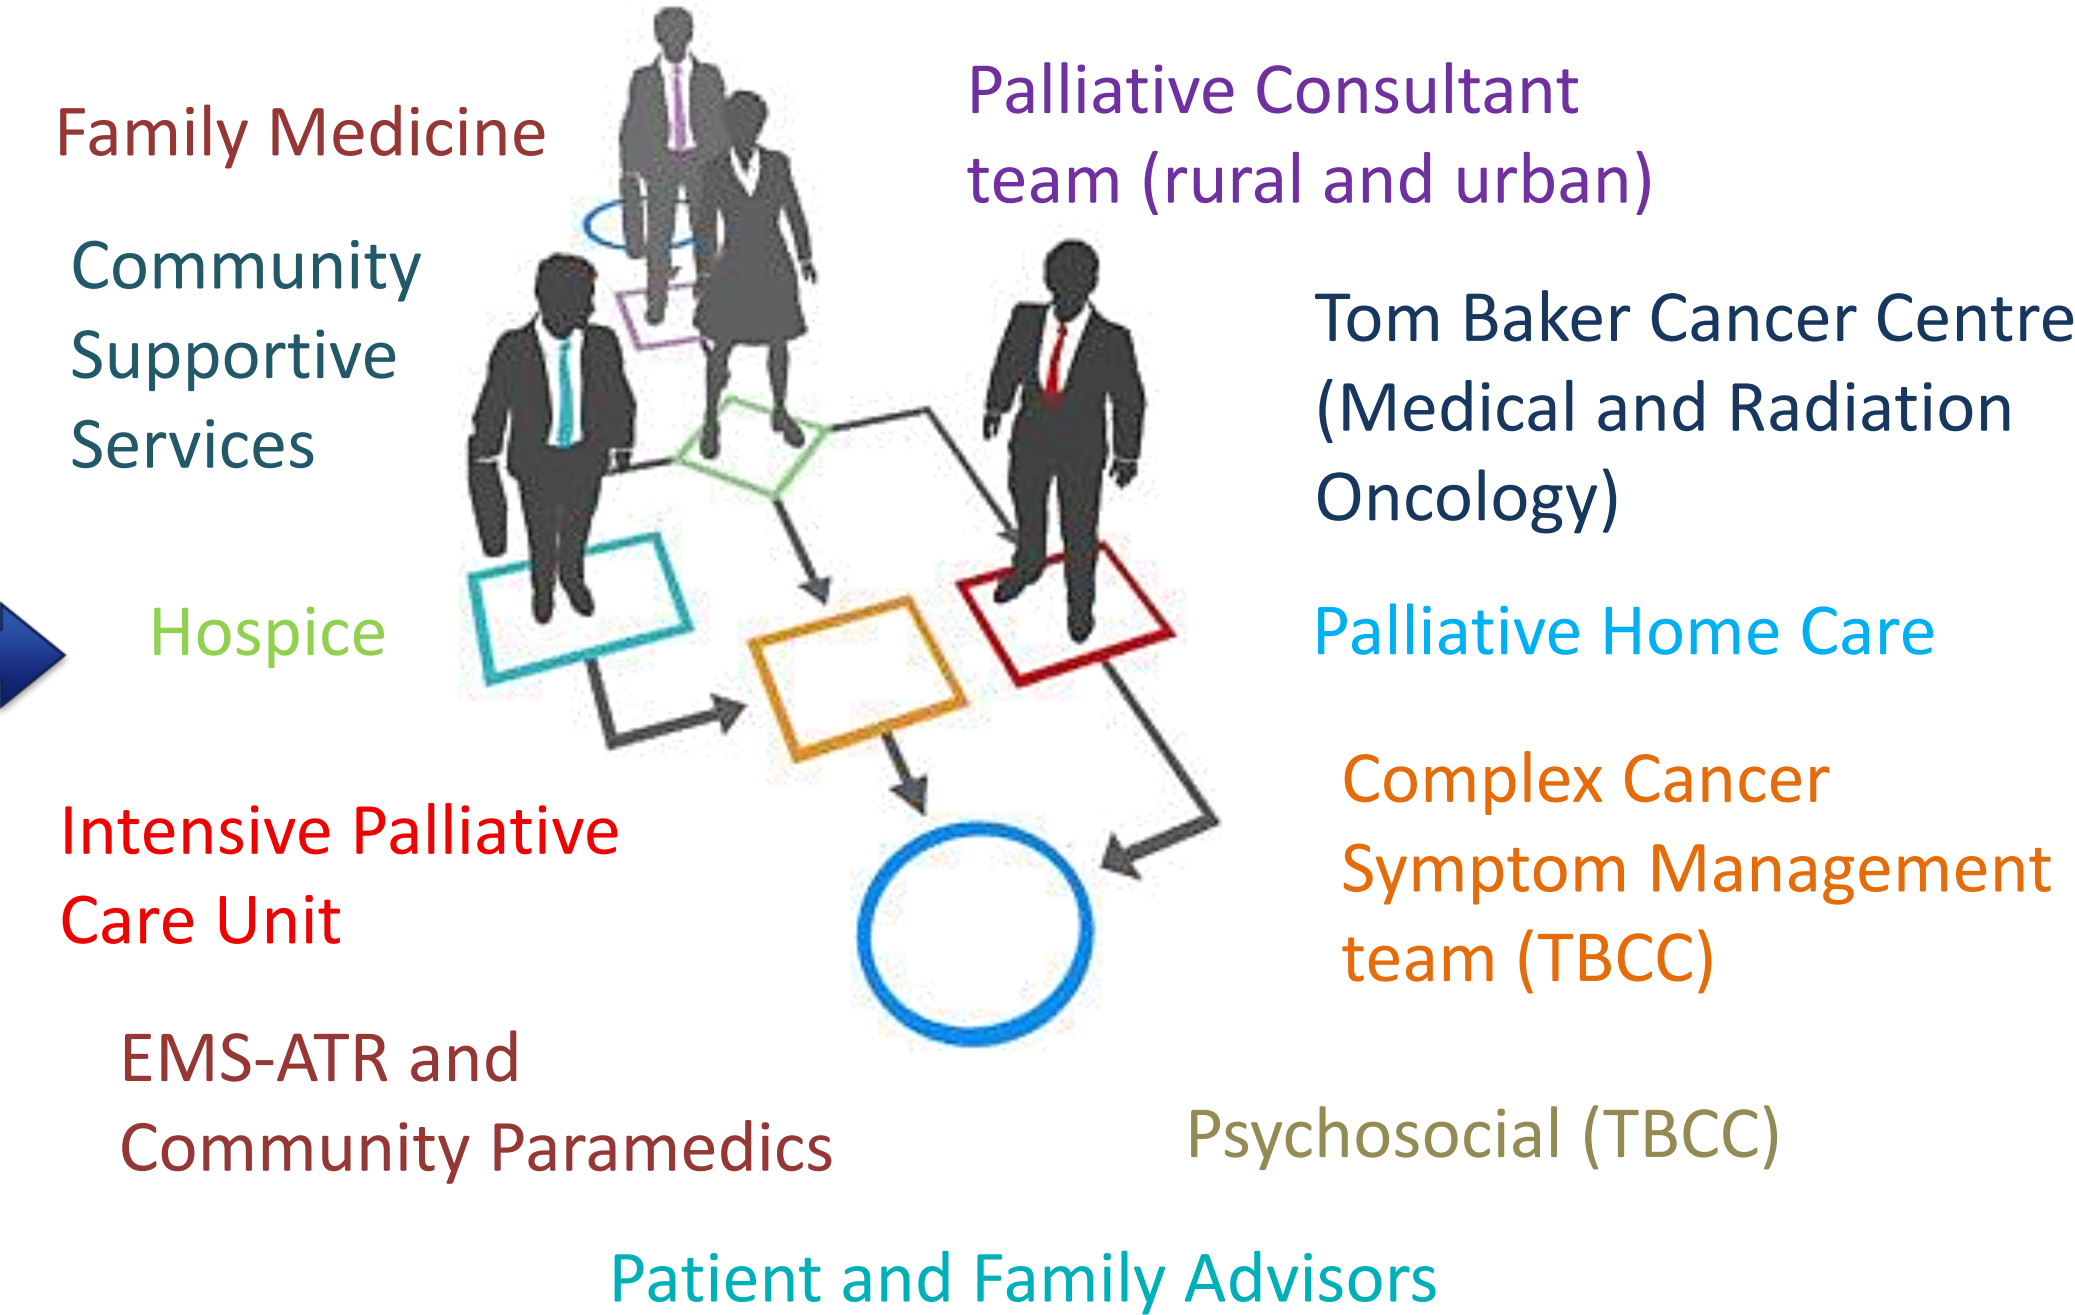 Family Medicine
Palliative Consultant
team (rural and urban)
Community
Supportive
Services
Tom Baker Cancer Centre
(Medical and Radiation
Oncology)
Hospice
Palliative Home Care
Intensive Palliative
Care Unit
Complex Cancer
Symptom Management
team (TBCC)
EMS-ATR and
Community Paramedics
Psychosocial (TBCC)
Patient and Family Advisors